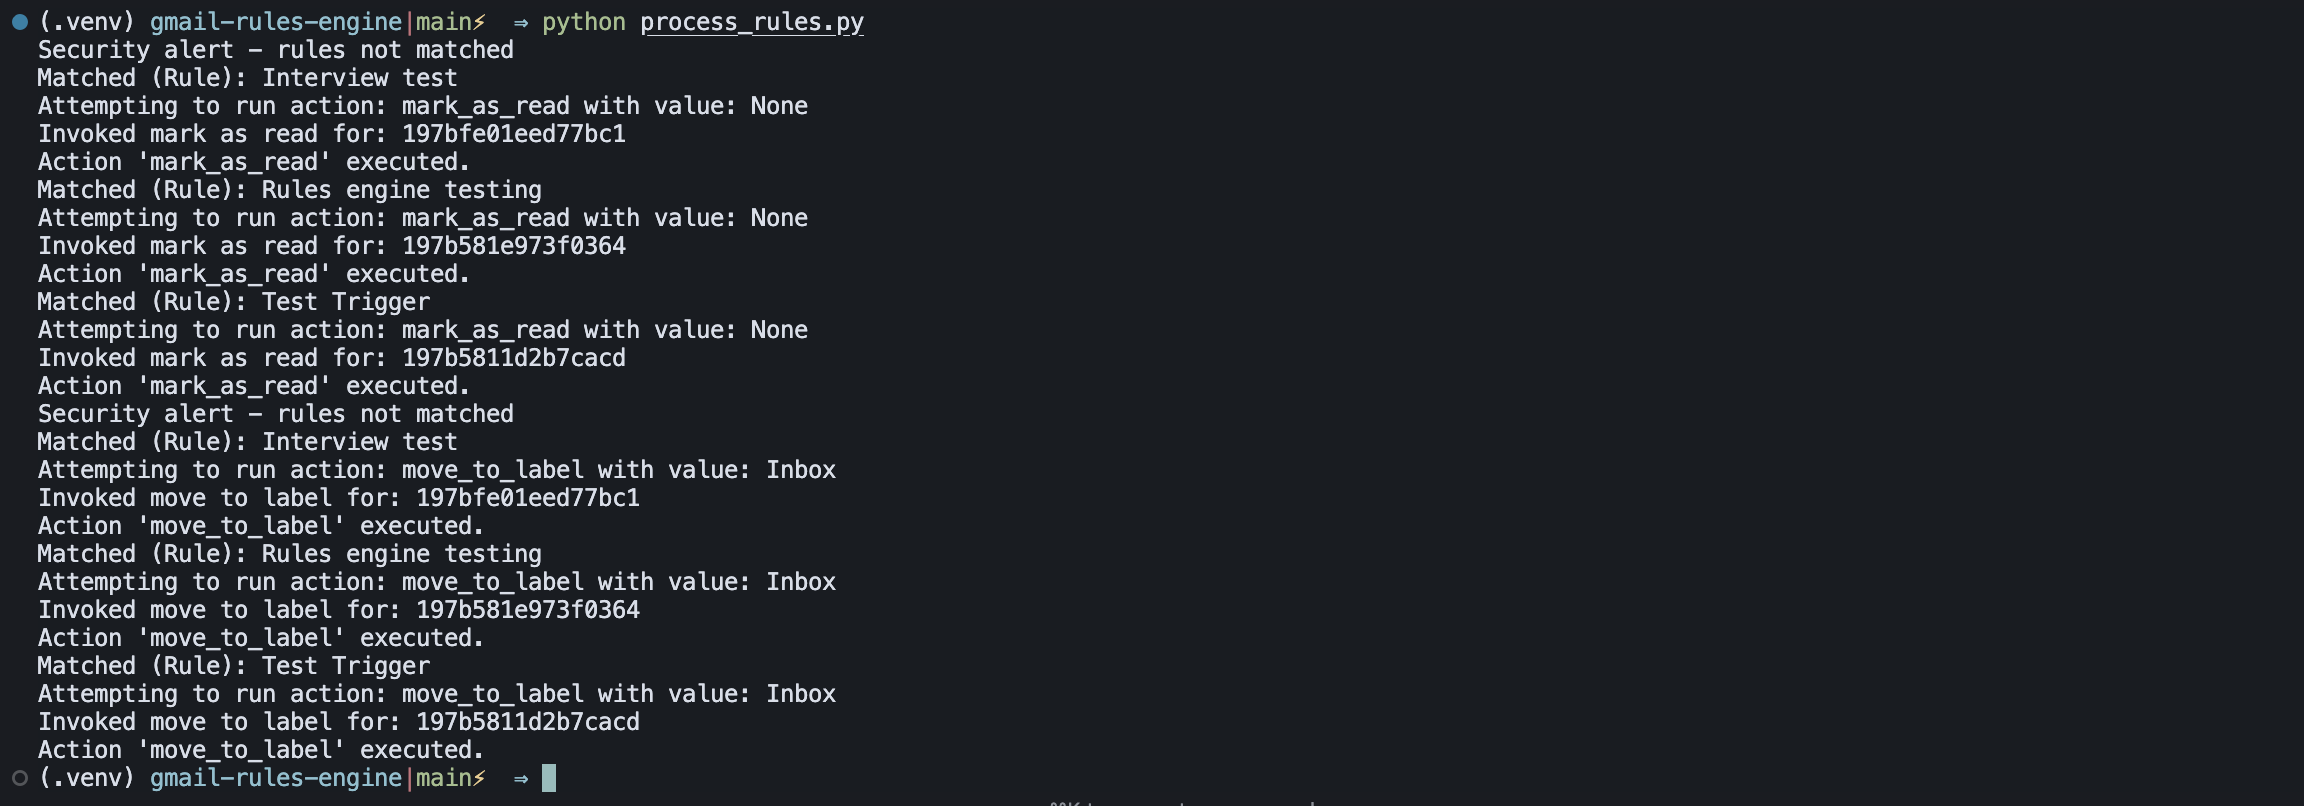 (.venv) gmail-rules-engine|main⚡ ⇒ python process_rules.py
Security alert - rules not matched
Matched (Rule): Interview test
Attempting to run action: mark_as_read with value: None
Invoked mark as read for: 197bfe01eed77bc1
Action 'mark_as_read' executed.
Matched (Rule): Rules engine testing
Attempting to run action: mark_as_read with value: None
Invoked mark as read for: 197b581e973f0364
Action 'mark_as_read' executed.
Matched (Rule): Test Trigger
Attempting to run action: mark_as_read with value: None
Invoked mark as read for: 197b5811d2b7cacd
Action 'mark_as_read' executed.
Security alert - rules not matched
Matched (Rule): Interview test
Attempting to run action: move_to_label with value: Inbox
Invoked move to label for: 197bfe01eed77bc1
Action 'move_to_label' executed.
Matched (Rule): Rules engine testing
Attempting to run action: move_to_label with value: Inbox
Invoked move to label for: 197b581e973f0364
Action 'move_to_label' executed.
Matched (Rule): Test Trigger
Attempting to run action: move_to_label with value: Inbox
Invoked move to label for: 197b5811d2b7cacd
Action 'move_to_label' executed.
(.venv) gmail-rules-engine|main⚡ ⇒